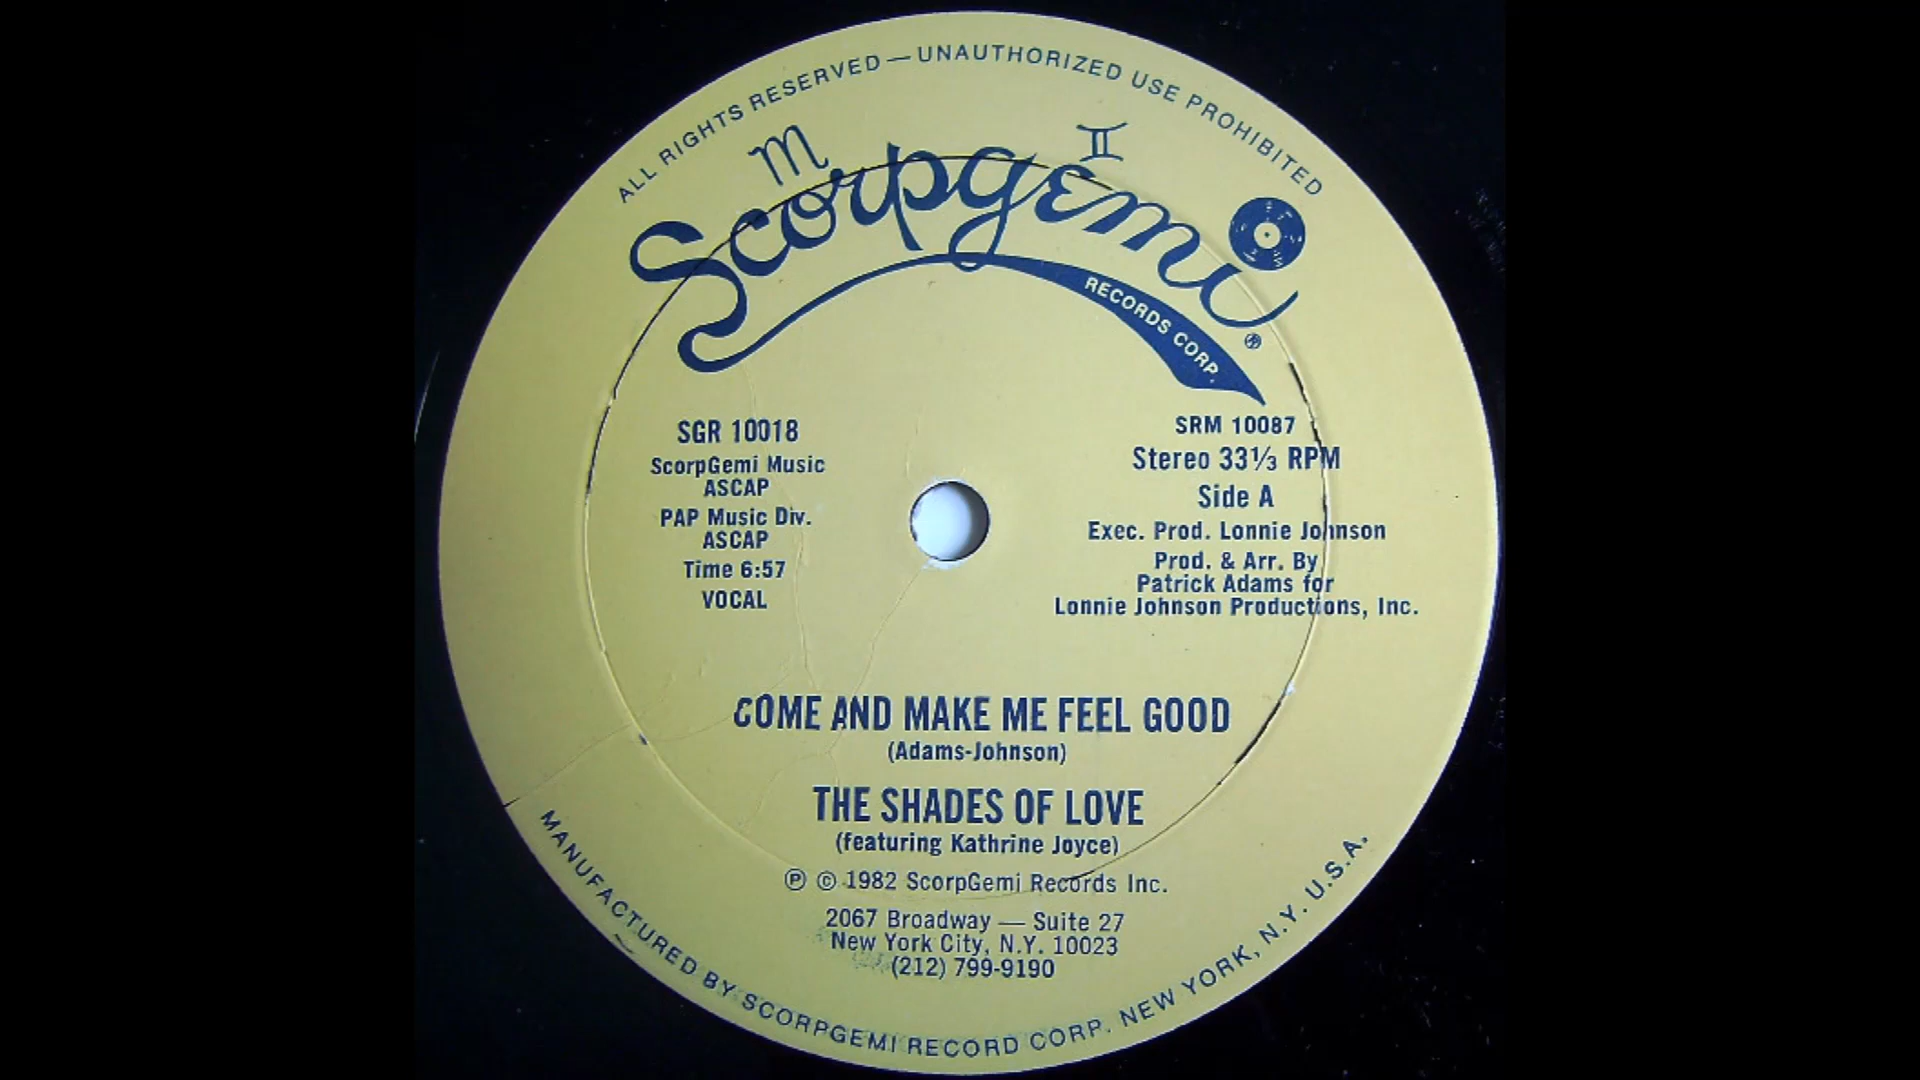 ALL RIGHTS RESERVED — UNAUTHORIZED USE PROHIBITED
Scorpgemi
RECORDS CORP.
®
SGR 10018
ScorpGemi Music
ASCAP
PAP Music Div.
ASCAP
Time 6:57
VOCAL
SRM 10087
Stereo 33⅓ RPM
Side A
Exec. Prod. Lonnie Johnson
Prod. & Arr. By
Patrick Adams for
Lonnie Johnson Productions, Inc.
COME AND MAKE ME FEEL GOOD
(Adams-Johnson)
THE SHADES OF LOVE
(featuring Kathrine Joyce)
℗ © 1982 ScorpGemi Records Inc.
2067 Broadway — Suite 27
New York City, N.Y. 10023
(212) 799-9190
MANUFACTURED BY SCORPGEMI RECORD CORP. NEW YORK, N.Y. U.S.A.